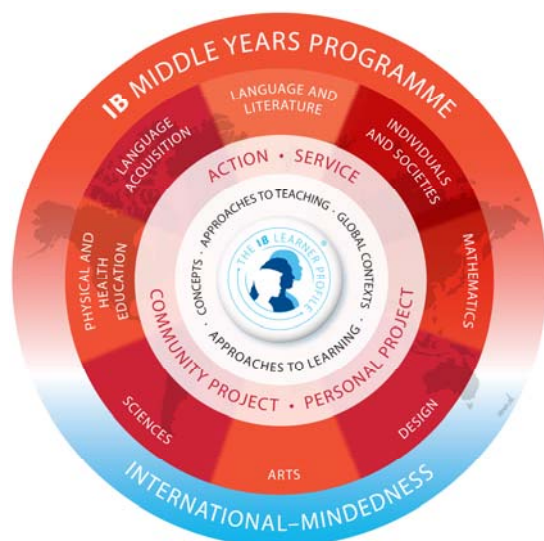 IB MIDDLE YEARS PROGRAMME
LANGUAGE AND
LITERATURE
INDIVIDUALS
AND SOCIETIES
MATHEMATICS
DESIGN
ARTS
SCIENCES
PHYSICAL AND
HEALTH
EDUCATION
LANGUAGE
ACQUISITION
ACTION • SERVICE
COMMUNITY PROJECT • PERSONAL PROJECT
APPROACHES TO TEACHING · GLOBAL CONTEXTS ·
APPROACHES TO LEARNING · CONCEPTS ·
THE IB LEARNER PROFILE
®
INTERNATIONAL–MINDEDNESS